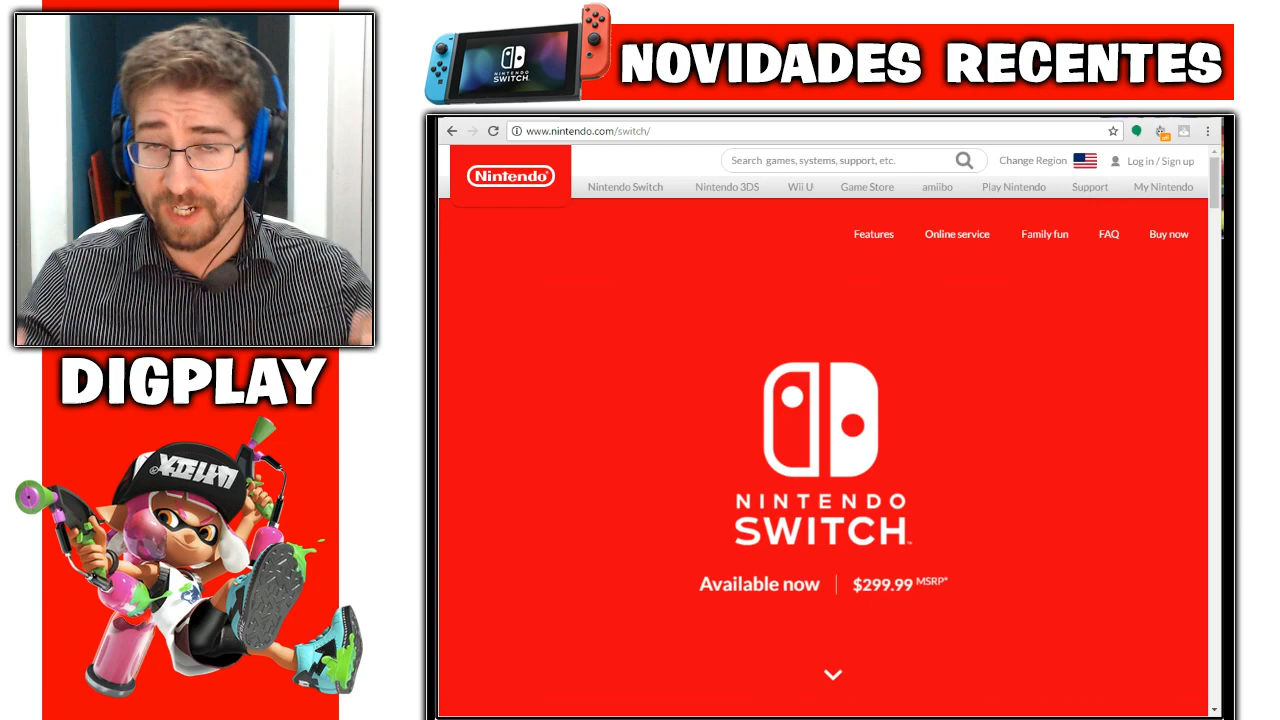 NOVIDADES RECENTES
NINTENDO
SWITCH
www.nintendo.com/switch/
Nintendo
Search games, systems, support, etc.
Change Region
Log in / Sign up
Nintendo Switch
Nintendo 3DS
Wii U
Game Store
amiibo
Play Nintendo
Support
My Nintendo
Features
Online service
Family fun
FAQ
Buy now
NINTENDO
SWITCH™
Available now | $299.99 MSRP*
DIGPLAY